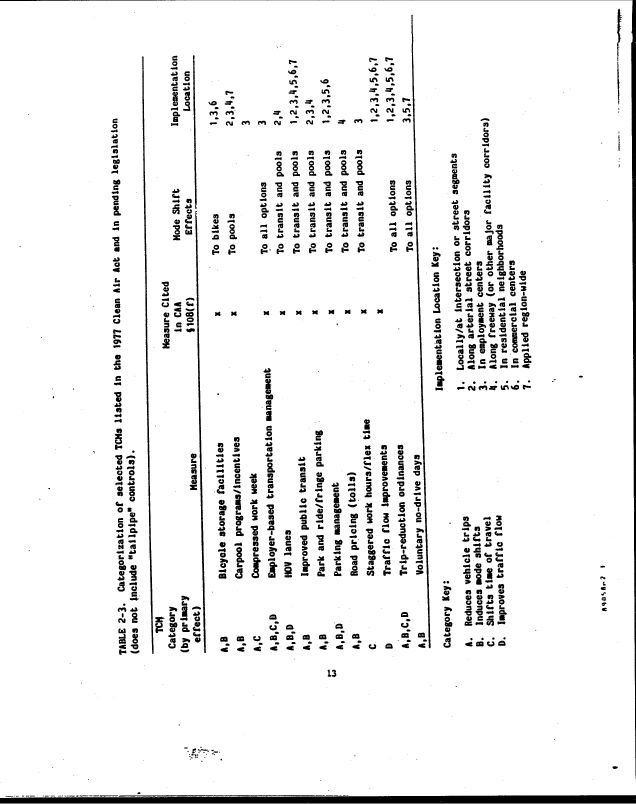 TABLE 2-3. Categorization of selected TCMs listed in the 1977 Clean Air Act and in pending legislation
(does not include "tailpipe" controls).
TCM Category (by primary effect) Measure Measure Cited in CAA §108(f) Mode Shift Effects Implementation Location
A,B Bicycle storage facilities x To bikes 1,3,6
A,B Carpool programs/incentives x To pools 2,3,4,7
A,C Compressed work week 3
A,B,C,D Employer-based transportation management x To all options 3
A,B,D HOV lanes x To transit and pools 2,4
A,B Improved public transit x To transit and pools 1,2,3,4,5,6,7
A,B Park and ride/fringe parking x To transit and pools 2,3,4
A,B,D Parking management x To transit and pools 1,2,3,5,6
A,B Road pricing (tolls) x To transit and pools 4
C Staggered work hours/flex time x To transit and pools 3
D Traffic flow improvements x 1,2,3,4,5,6,7
A,B,C,D Trip-reduction ordinances To all options 1,2,3,4,5,6,7
A,B Voluntary no-drive days To all options 3,5,7
Category Key:
A. Reduces vehicle trips
B. Induces mode shifts
C. Shifts time of travel
D. Improves traffic flow
Implementation Location Key:
1. Locally/at intersection or street segments
2. Along arterial street corridors
3. In employment centers
4. Along freeway (or other major facility corridors)
5. In residential neighborhoods
6. In commercial centers
7. Applied region-wide
13